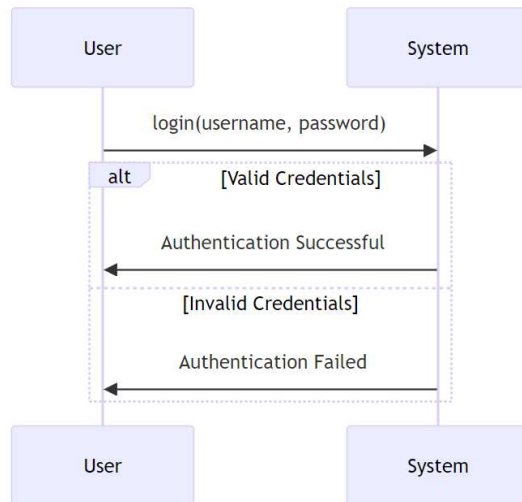 User
System
login(username, password)
alt
[Valid Credentials]
Authentication Successful
[Invalid Credentials]
Authentication Failed
User
System